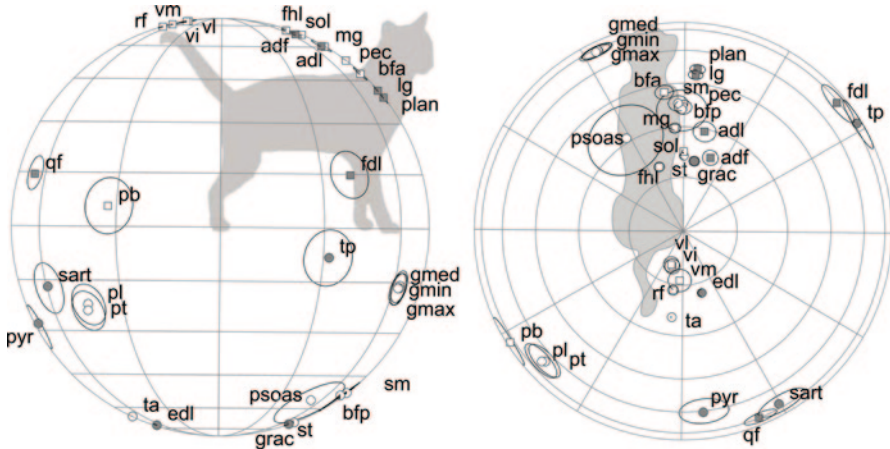 rf
vm
vi
vl
fhl
sol
adf
adl
mg
pec
bfa
lg
plan
qf
pb
fdl
tp
sart
pl
pt
pyr
gmed
gmin
gmax
ta
edl
psoas
sm
bfp
grac
st
gmed
gmin
gmax
plan
lg
bfa
sm
pec
bfp
fdl
tp
mg
adl
psoas
sol
adf
fhl
st
grac
vl
vi
vm
rf
edl
ta
pb
pl
pt
pyr
sart
qf